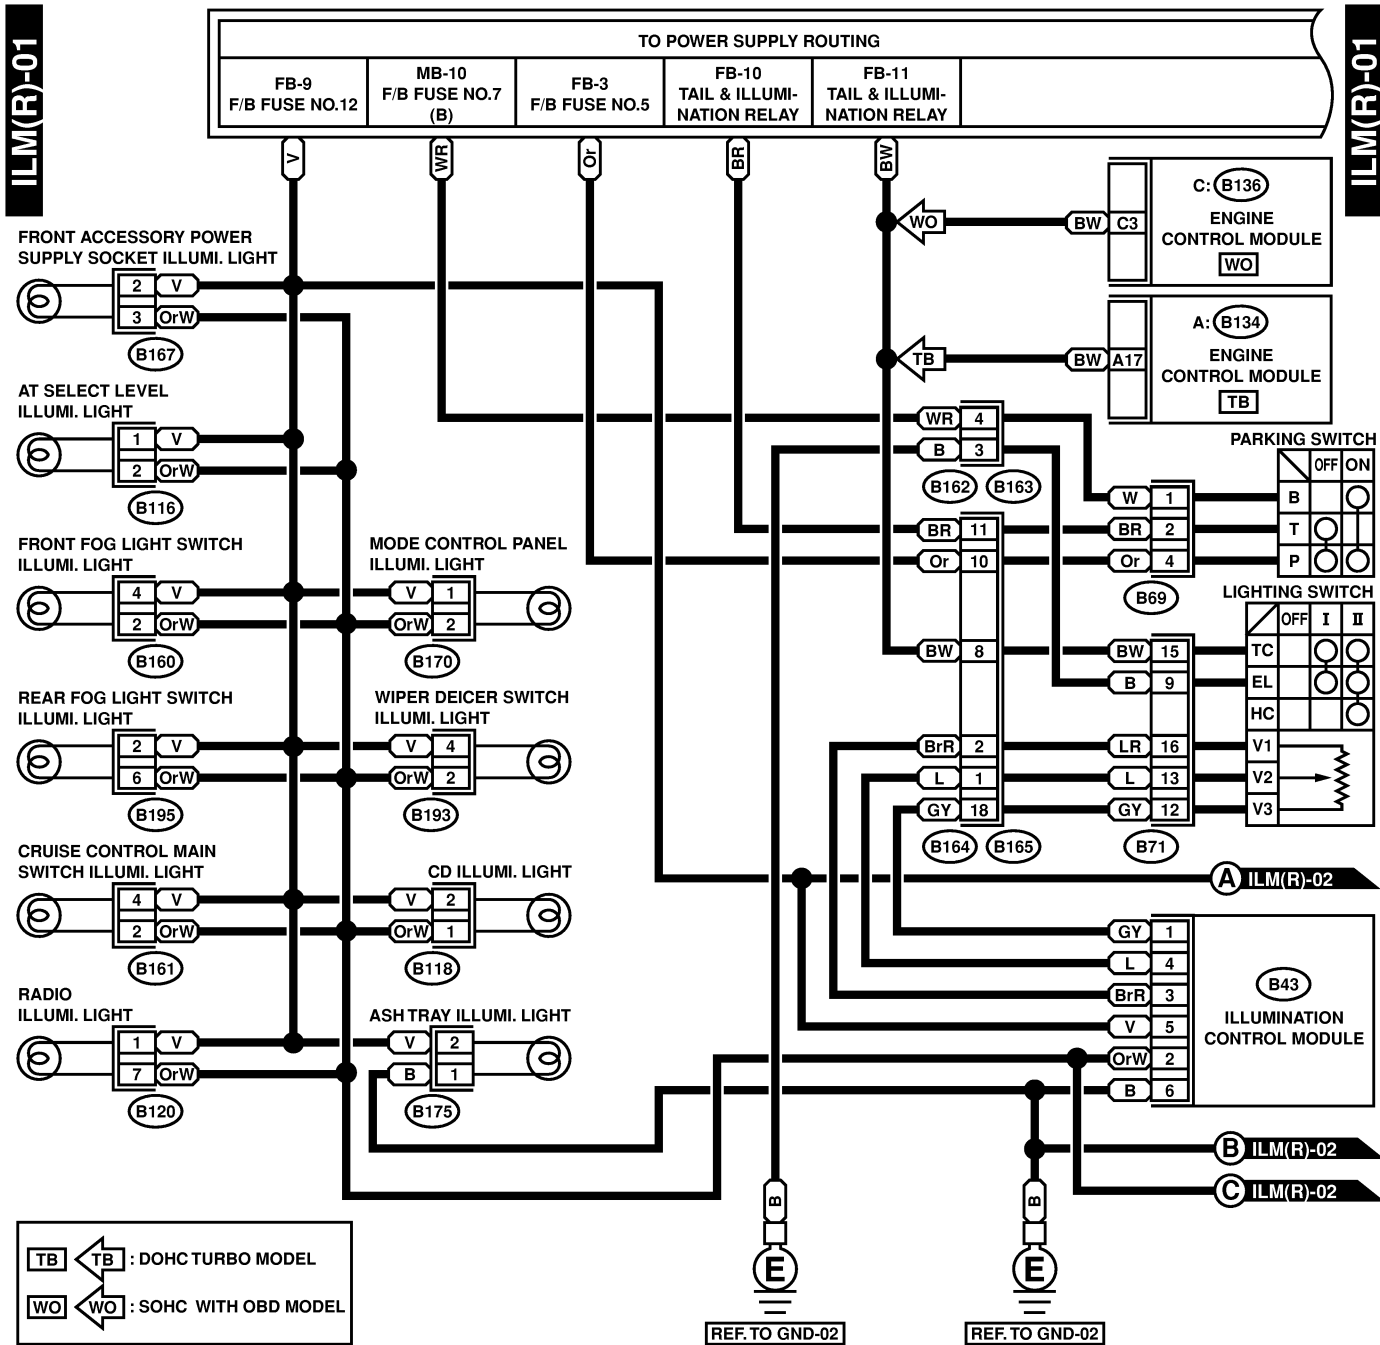 ILM(R)-01
ILM(R)-01
TO POWER SUPPLY ROUTING
FB-9
F/B FUSE NO.12
MB-10
F/B FUSE NO.7
(B)
FB-3
F/B FUSE NO.5
FB-10
TAIL & ILLUMI-
NATION RELAY
FB-11
TAIL & ILLUMI-
NATION RELAY
V
WR
Or
BR
BW
FRONT ACCESSORY POWER
SUPPLY SOCKET ILLUMI. LIGHT
2 V
3 OrW
B167
AT SELECT LEVEL
ILLUMI. LIGHT
1 V
2 OrW
B116
FRONT FOG LIGHT SWITCH
ILLUMI. LIGHT
4 V
2 OrW
B160
MODE CONTROL PANEL
ILLUMI. LIGHT
V 1
OrW 2
B170
REAR FOG LIGHT SWITCH
ILLUMI. LIGHT
2 V
6 OrW
B195
WIPER DEICER SWITCH
ILLUMI. LIGHT
V 4
OrW 2
B193
CRUISE CONTROL MAIN
SWITCH ILLUMI. LIGHT
4 V
2 OrW
B161
CD ILLUMI. LIGHT
V 2
OrW 1
B118
RADIO
ILLUMI. LIGHT
1 V
7 OrW
B120
ASH TRAY ILLUMI. LIGHT
V 2
B 1
B175
WO BW C3
C: B136
ENGINE
CONTROL MODULE
WO
TB BW A17
A: B134
ENGINE
CONTROL MODULE
TB
WR 4
B 3
B162 B163
BR 11
Or 10
BW 8
BrR 2
L 1
GY 18
B164 B165
PARKING SWITCH
OFF ON
W 1 B
BR 2 T
Or 4 P
B69
LIGHTING SWITCH
OFF I II
BW 15 TC
B 9 EL
HC
LR 16 V1
L 13 V2
GY 12 V3
B71
A ILM(R)-02
GY 1
L 4
BrR 3
V 5
OrW 2
B 6
B43
ILLUMINATION
CONTROL MODULE
B ILM(R)-02
C ILM(R)-02
B
E
REF. TO GND-02
B
E
REF. TO GND-02
TB TB : DOHC TURBO MODEL
WO WO : SOHC WITH OBD MODEL